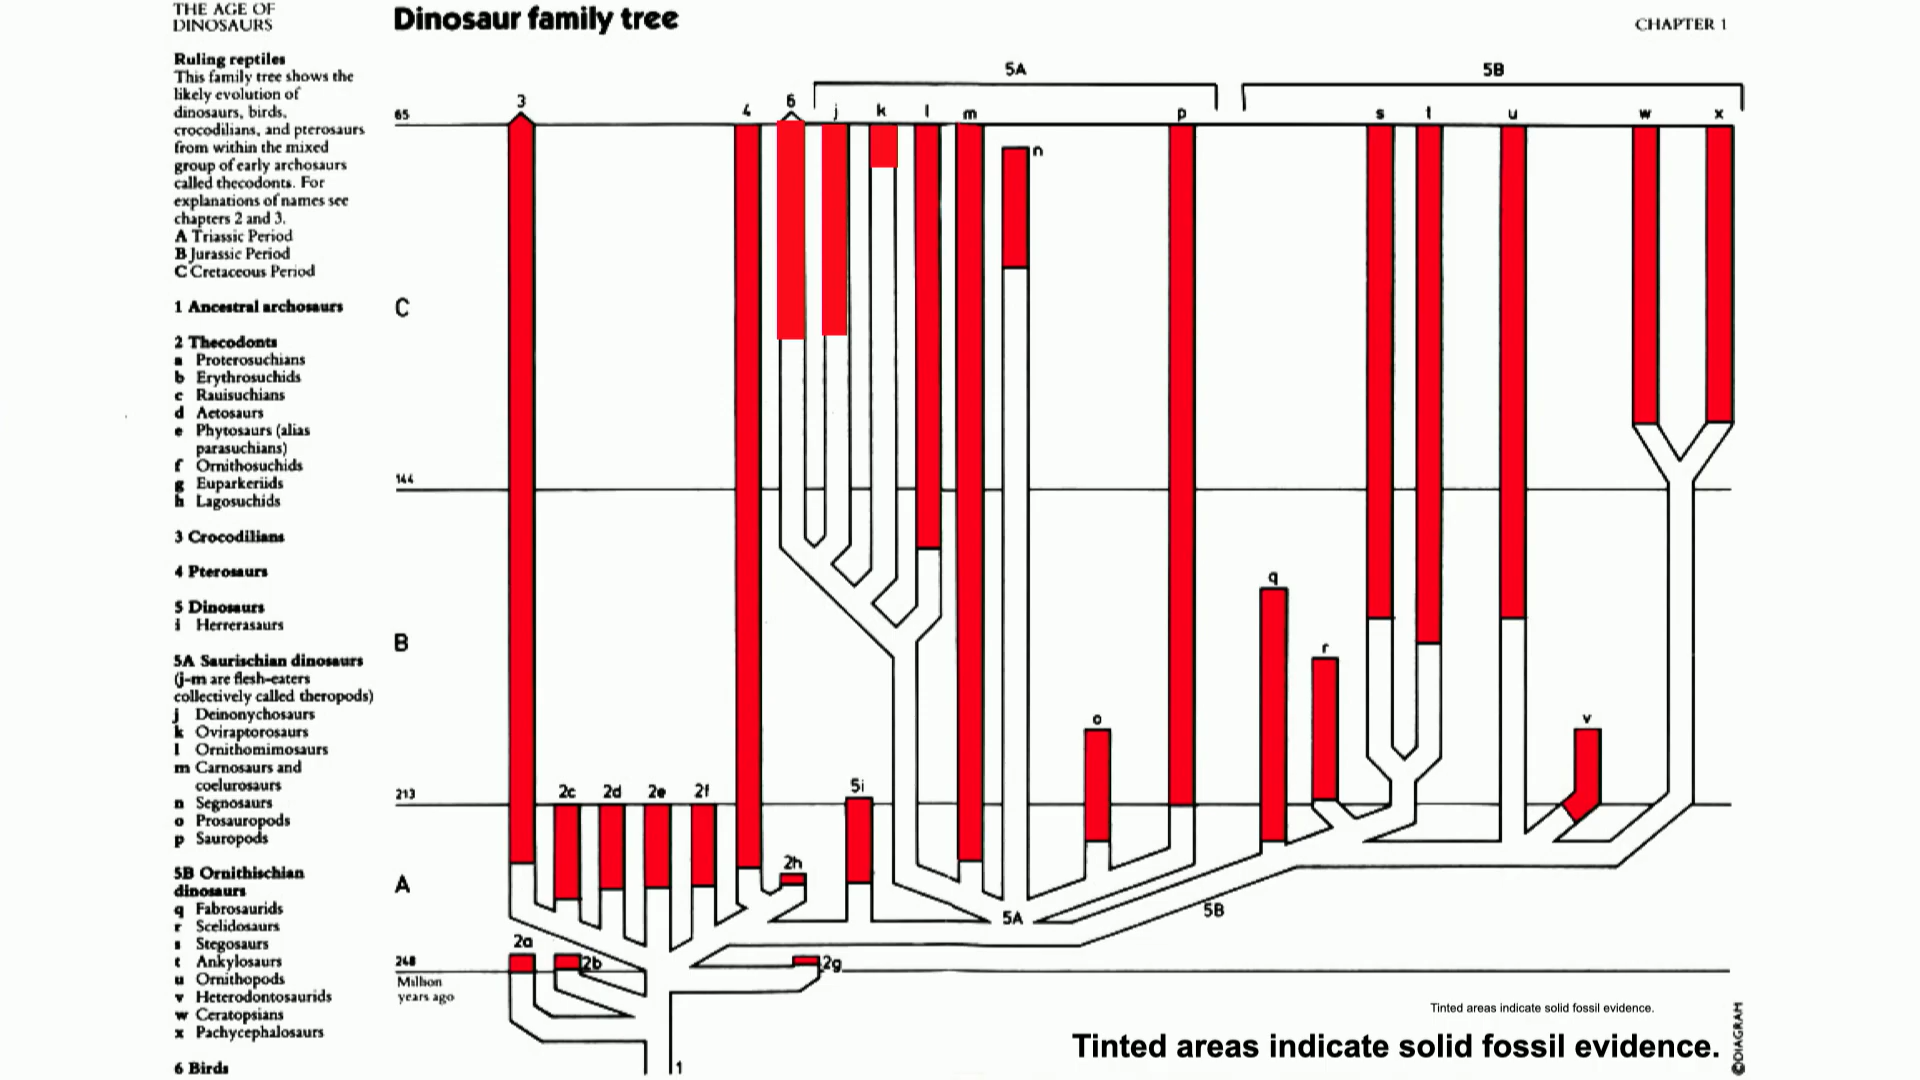 THE AGE OF
DINOSAURS
Dinosaur family tree
CHAPTER 1
Ruling reptiles
This family tree shows the
likely evolution of
dinosaurs, birds,
crocodilians, and pterosaurs
from within the mixed
group of early archosaurs
called thecodonts. For
explanations of names see
chapters 2 and 3.
A Triassic Period
B Jurassic Period
C Cretaceous Period
1 Ancestral archosaurs
2 Thecodonts
a Proterosuchians
b Erythrosuchids
c Rauisuchians
d Aetosaurs
e Phytosaurs (alias
parasuchians)
f Ornithosuchids
g Euparkeriids
h Lagosuchids
3 Crocodilians
4 Pterosaurs
5 Dinosaurs
i Herrerasaurs
5A Saurischian dinosaurs
(j-m are flesh-eaters
collectively called theropods)
j Deinonychosaurs
k Oviraptorosaurs
l Ornithomimosaurs
m Carnosaurs and
coelurosaurs
n Segnosaurs
o Prosauropods
p Sauropods
5B Ornithischian
dinosaurs
q Fabrosaurids
r Scelidosaurs
s Stegosaurs
t Ankylosaurs
u Ornithopods
v Heterodontosaurids
w Ceratopsians
x Pachycephalosaurs
6 Birds
5A 5B
3 4 6 j k l m p s t u w x
65
n
C
144
q
B
r
o v
213
2c 2d 2e 2f 5i
2h
A
5A 5B
2a
248 2b 2g
Million
years ago
1
Tinted areas indicate solid fossil evidence.
Tinted areas indicate solid fossil evidence.
©DIAGRAM